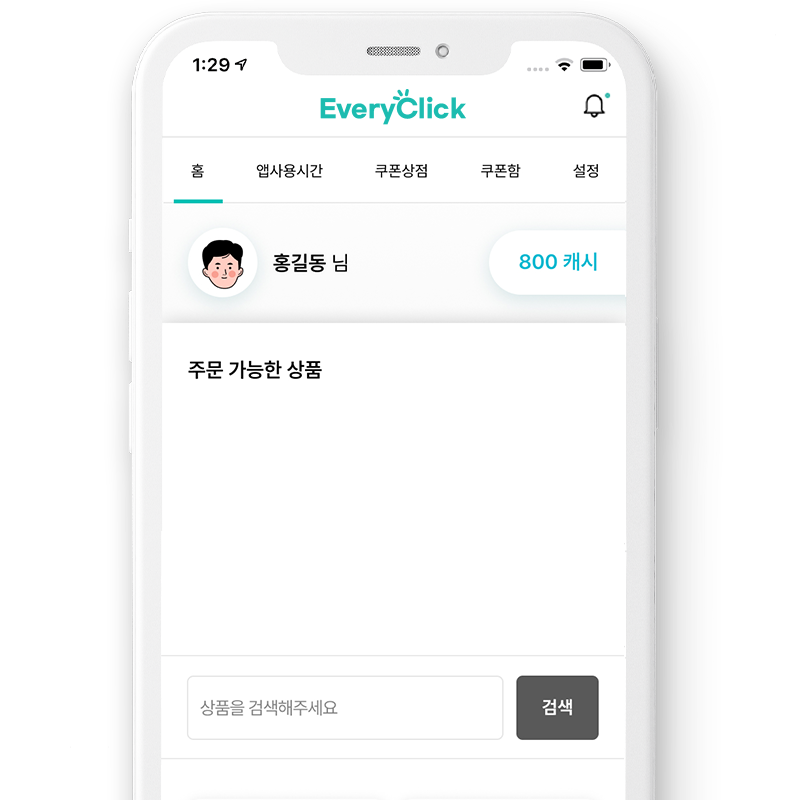 1:29
EveryClick
홈 앱사용시간 쿠폰상점 쿠폰함 설정
홍길동 님 800 캐시
주문 가능한 상품
상품을 검색해주세요 검색